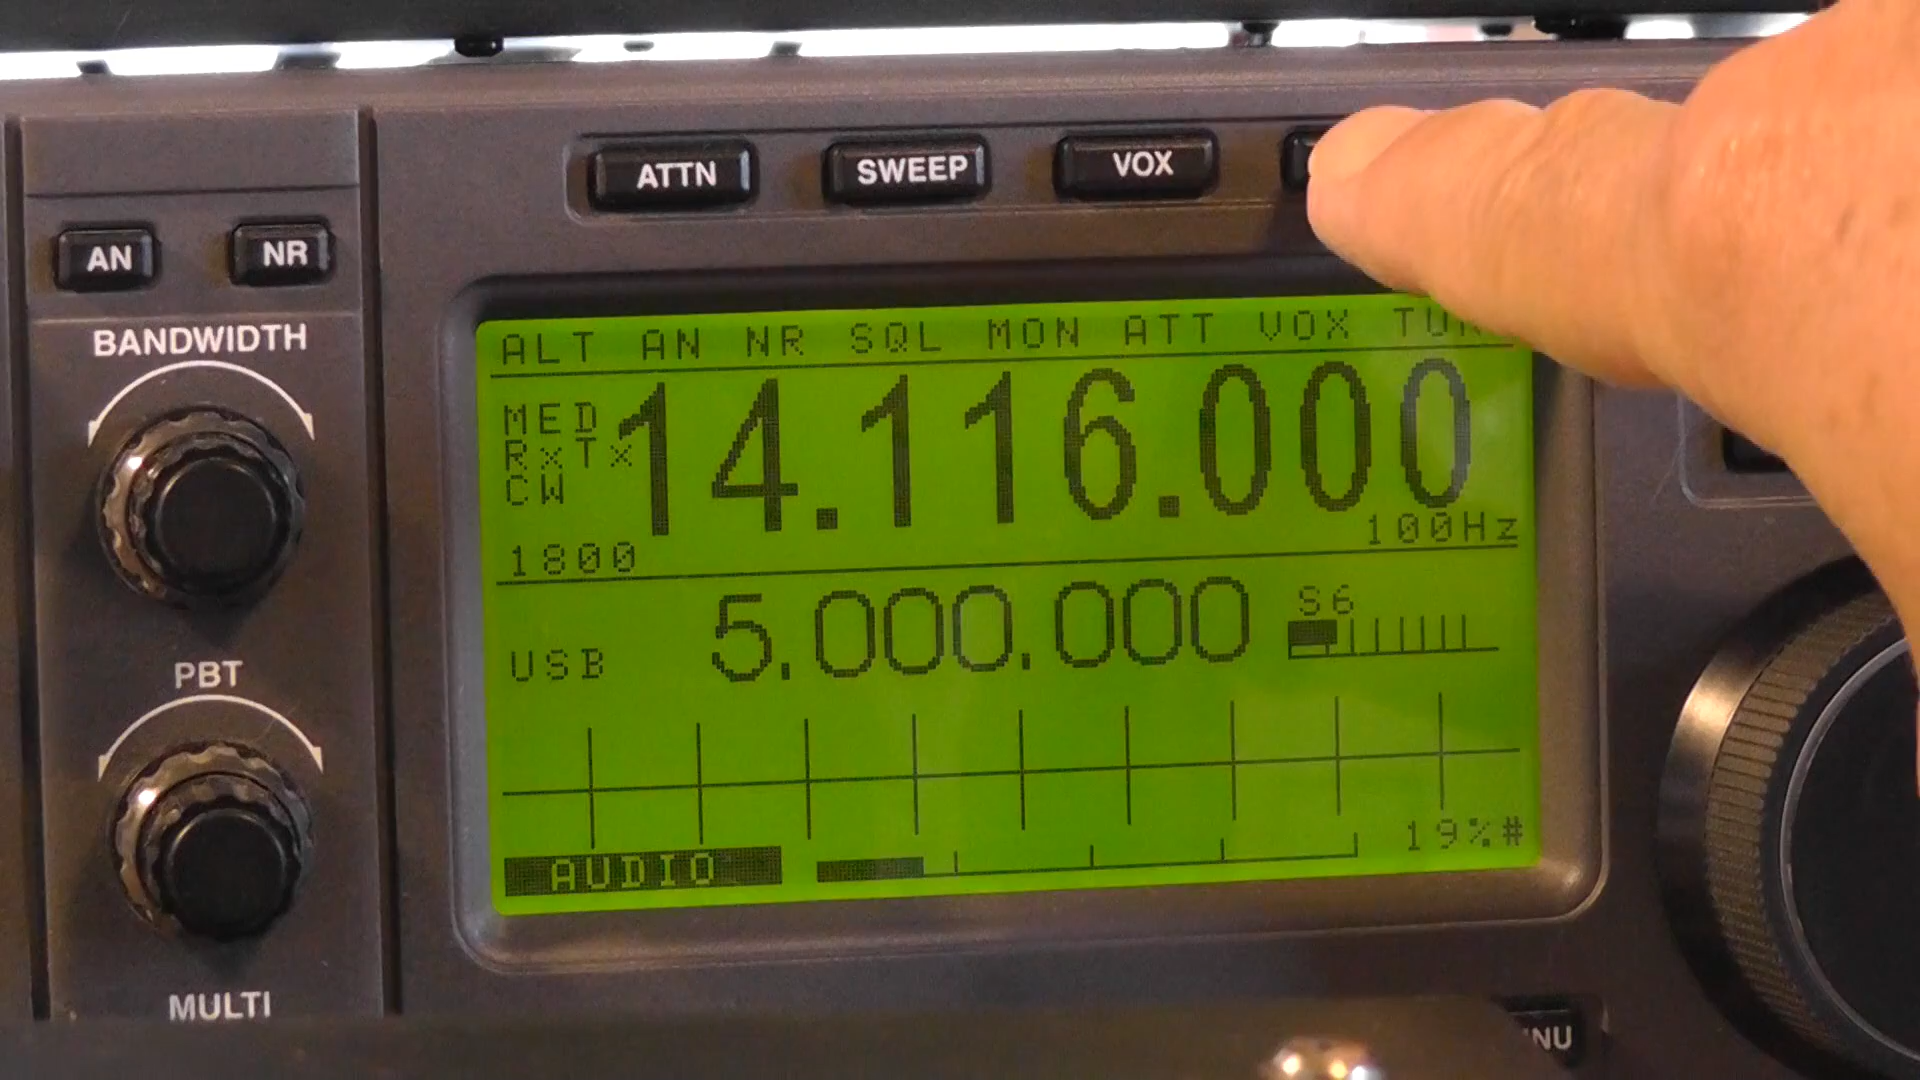 ATTN SWEEP VOX
AN NR
BANDWIDTH
ALT AN NR SQL MON ATT VOX
MED
RxTx
CW
14.116.000
1800
100Hz
USB
5.000.000
S6
PBT
19%#
AUDIO
MULTI